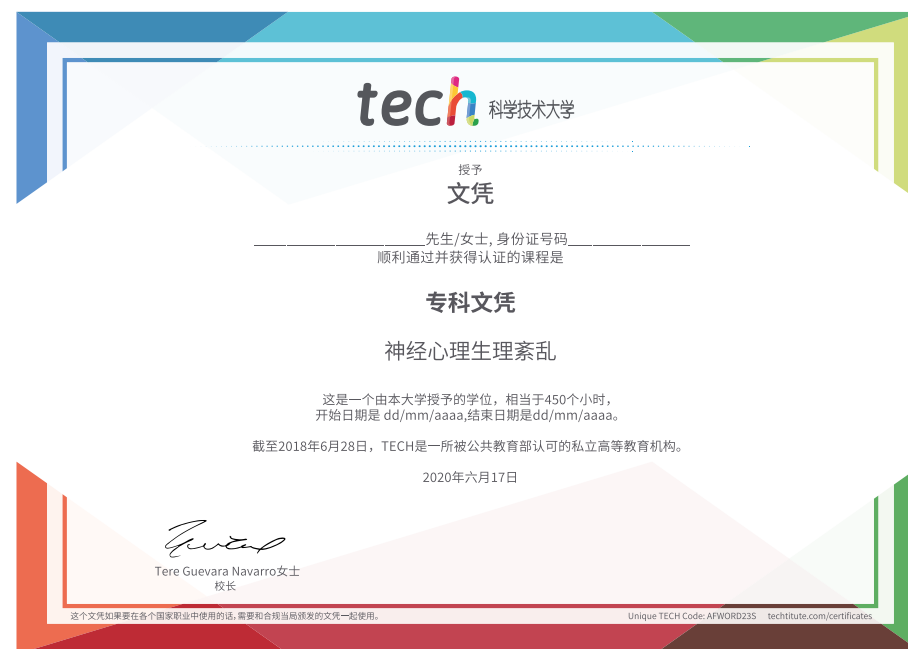 tech 科学技术大学
授予
文凭
______________________先生/女士, 身份证号码________________
顺利通过并获得认证的课程是
专科文凭
神经心理生理紊乱
这是一个由本大学授予的学位，相当于450个小时，
开始日期是 dd/mm/aaaa,结束日期是dd/mm/aaaa。
截至2018年6月28日，TECH是一所被公共教育部认可的私立高等教育机构。
2020年六月17日
Tere Guevara Navarro女士
校长
这个文凭如果要在各个国家职业中使用的话，需要和合规当局颁发的文凭一起使用。
Unique TECH Code: AFWORD23S techtitute.com/certificates